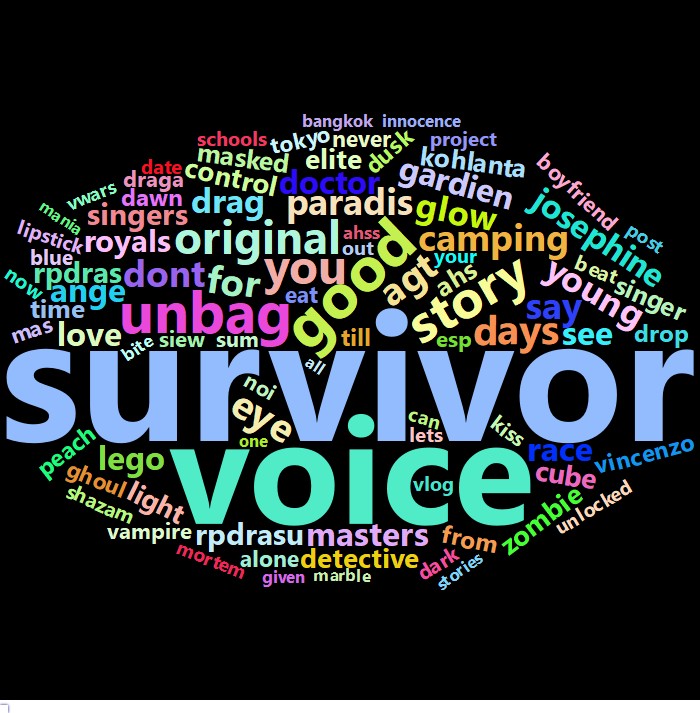 bangkok innocence
schools tokyo never dusk project
masked elite kohlanta boyfriend
date draga control doctor gardien
vwars dawn drag paradis glow josephine post
mania singers original ahss good camping
lipstick royals out your
blue rpdras dont for you agt ahs young beat singer
now ange eat story say
time unbag days see drop
mas love bite siew sum till esp
survivor
all
noi eye can kiss
peach lego one voice lets race vincenzo
ghoul light vlog cube
shazam zombie unlocked
vampire rpdrasu masters from
mortem alone detective dark
given marble stories